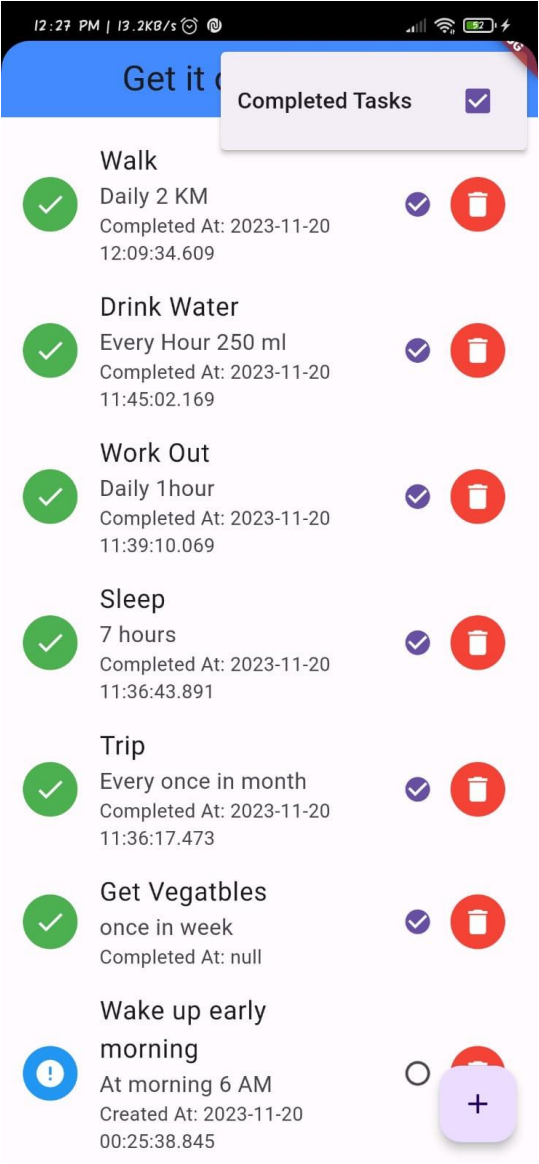 12:27 PM | 13.2KB/s
52
Get it
Completed Tasks
Walk
Daily 2 KM
Completed At: 2023-11-20
12:09:34.609
Drink Water
Every Hour 250 ml
Completed At: 2023-11-20
11:45:02.169
Work Out
Daily 1hour
Completed At: 2023-11-20
11:39:10.069
Sleep
7 hours
Completed At: 2023-11-20
11:36:43.891
Trip
Every once in month
Completed At: 2023-11-20
11:36:17.473
Get Vegatbles
once in week
Completed At: null
Wake up early
morning
At morning 6 AM
Created At: 2023-11-20
00:25:38.845